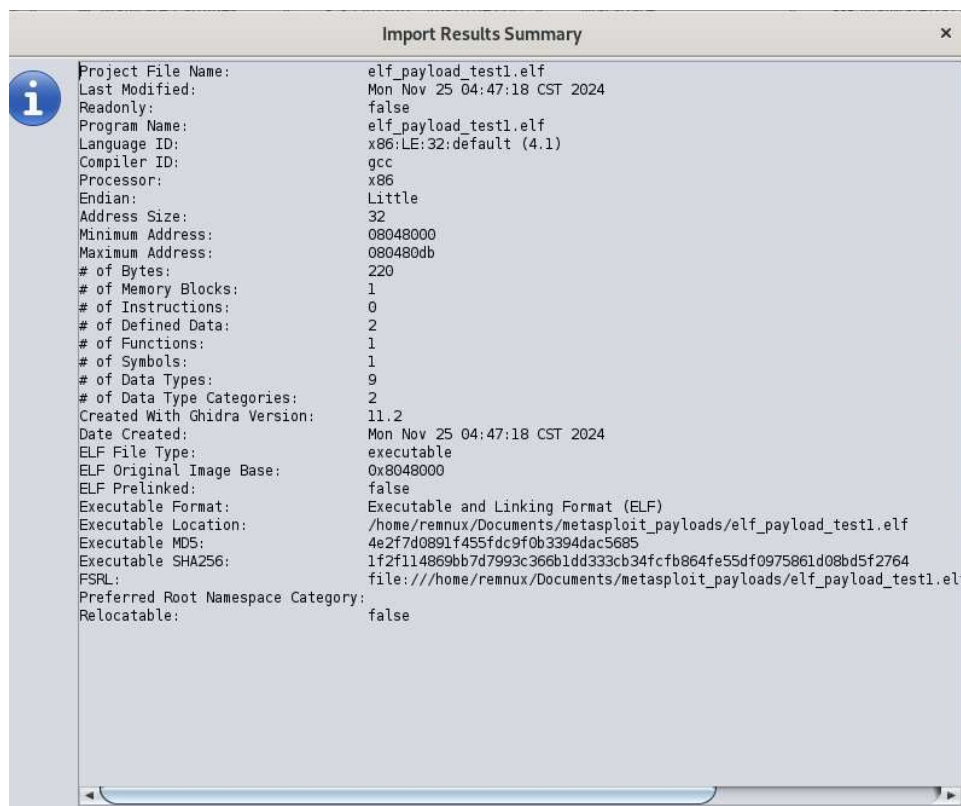 Import Results Summary
Project File Name: elf_payload_test1.elf
Last Modified: Mon Nov 25 04:47:18 CST 2024
Readonly: false
Program Name: elf_payload_test1.elf
Language ID: x86:LE:32:default (4.1)
Compiler ID: gcc
Processor: x86
Endian: Little
Address Size: 32
Minimum Address: 08048000
Maximum Address: 080480db
# of Bytes: 220
# of Memory Blocks: 1
# of Instructions: 0
# of Defined Data: 2
# of Functions: 1
# of Symbols: 1
# of Data Types: 9
# of Data Type Categories: 2
Created With Ghidra Version: 11.2
Date Created: Mon Nov 25 04:47:18 CST 2024
ELF File Type: executable
ELF Original Image Base: 0x8048000
ELF Prelinked: false
Executable Format: Executable and Linking Format (ELF)
Executable Location: /home/remnux/Documents/metasploit_payloads/elf_payload_test1.elf
Executable MD5: 4e2f7d0891f455fdc9f0b3394dac5685
Executable SHA256: 1f2f114869bb7d7993c366b1dd333cb34fcfb864fe55df0975861d08bd5f2764
FSRL: file:///home/remnux/Documents/metasploit_payloads/elf_payload_test1.el
Preferred Root Namespace Category:
Relocatable: false